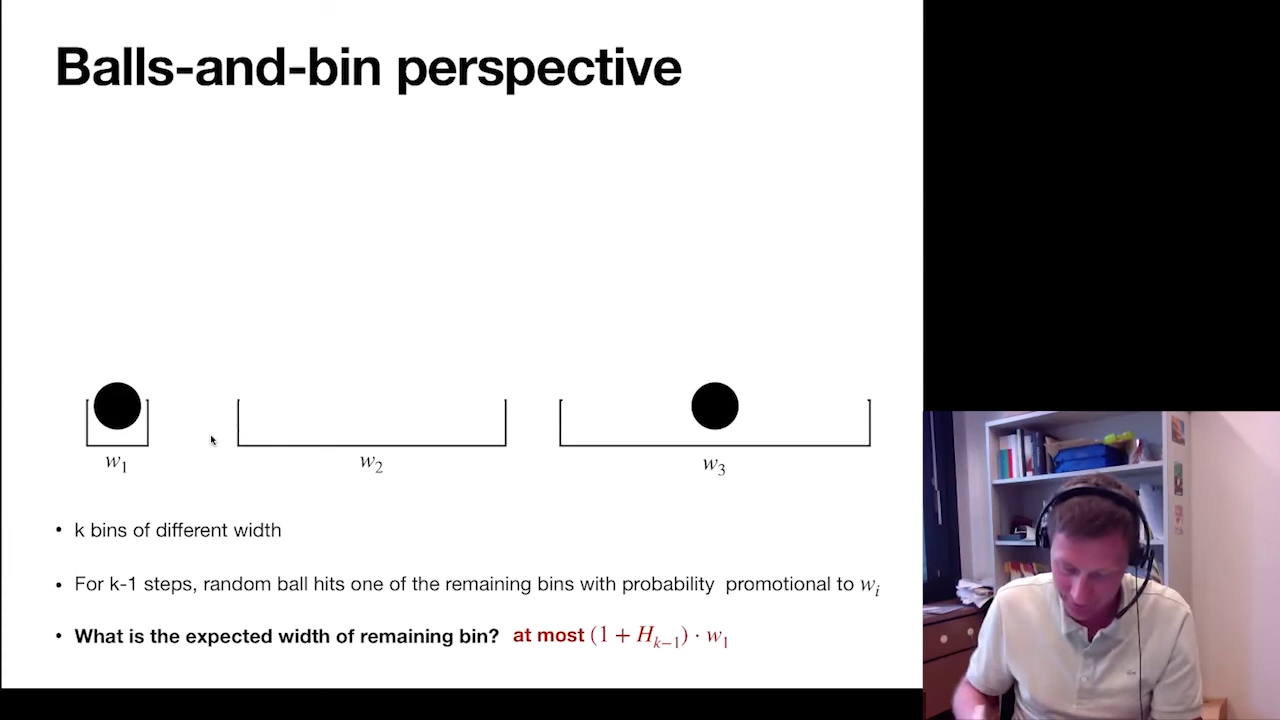 Balls-and-bin perspective
w₁
w₂
w₃
• k bins of different width
• For k-1 steps, random ball hits one of the remaining bins with probability promotional to wᵢ
• What is the expected width of remaining bin? at most (1 + Hₖ₋₁) · w₁